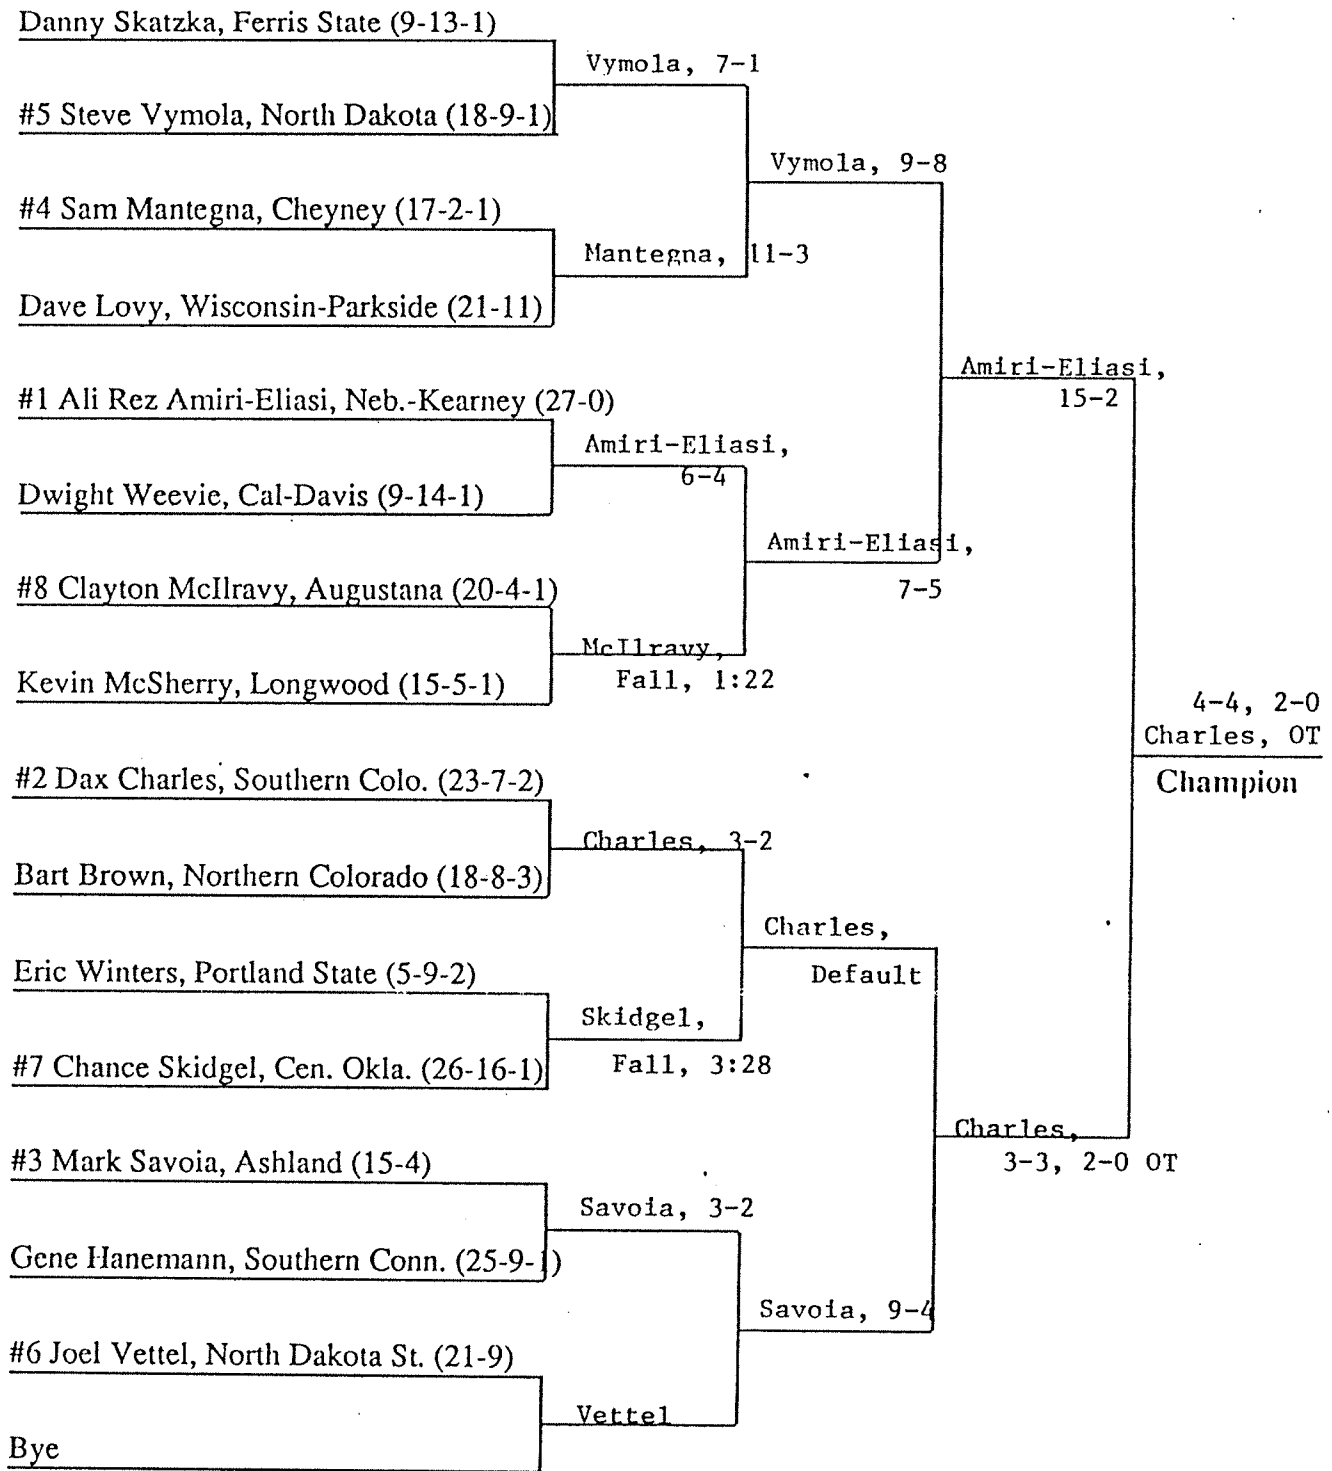 Danny Skatzka, Ferris State (9-13-1)
Vymola, 7-1
#5 Steve Vymola, North Dakota (18-9-1)
Vymola, 9-8
#4 Sam Mantegna, Cheyney (17-2-1)
Mantegna, 11-3
Dave Lovy, Wisconsin-Parkside (21-11)
Amiri-Eliasi,
15-2
#1 Ali Rez Amiri-Eliasi, Neb.-Kearney (27-0)
Amiri-Eliasi,
6-4
Dwight Weevie, Cal-Davis (9-14-1)
Amiri-Eliasi,
7-5
#8 Clayton McIlravy, Augustana (20-4-1)
McIlravy,
Fall, 1:22
Kevin McSherry, Longwood (15-5-1)
4-4, 2-0
Charles, OT
Champion
#2 Dax Charles, Southern Colo. (23-7-2)
Charles, 3-2
Bart Brown, Northern Colorado (18-8-3)
Charles,
Default
Eric Winters, Portland State (5-9-2)
Skidgel,
Fall, 3:28
#7 Chance Skidgel, Cen. Okla. (26-16-1)
Charles,
3-3, 2-0 OT
#3 Mark Savoia, Ashland (15-4)
Savoia, 3-2
Gene Hanemann, Southern Conn. (25-9-1)
Savoia, 9-4
#6 Joel Vettel, North Dakota St. (21-9)
Vettel
Bye